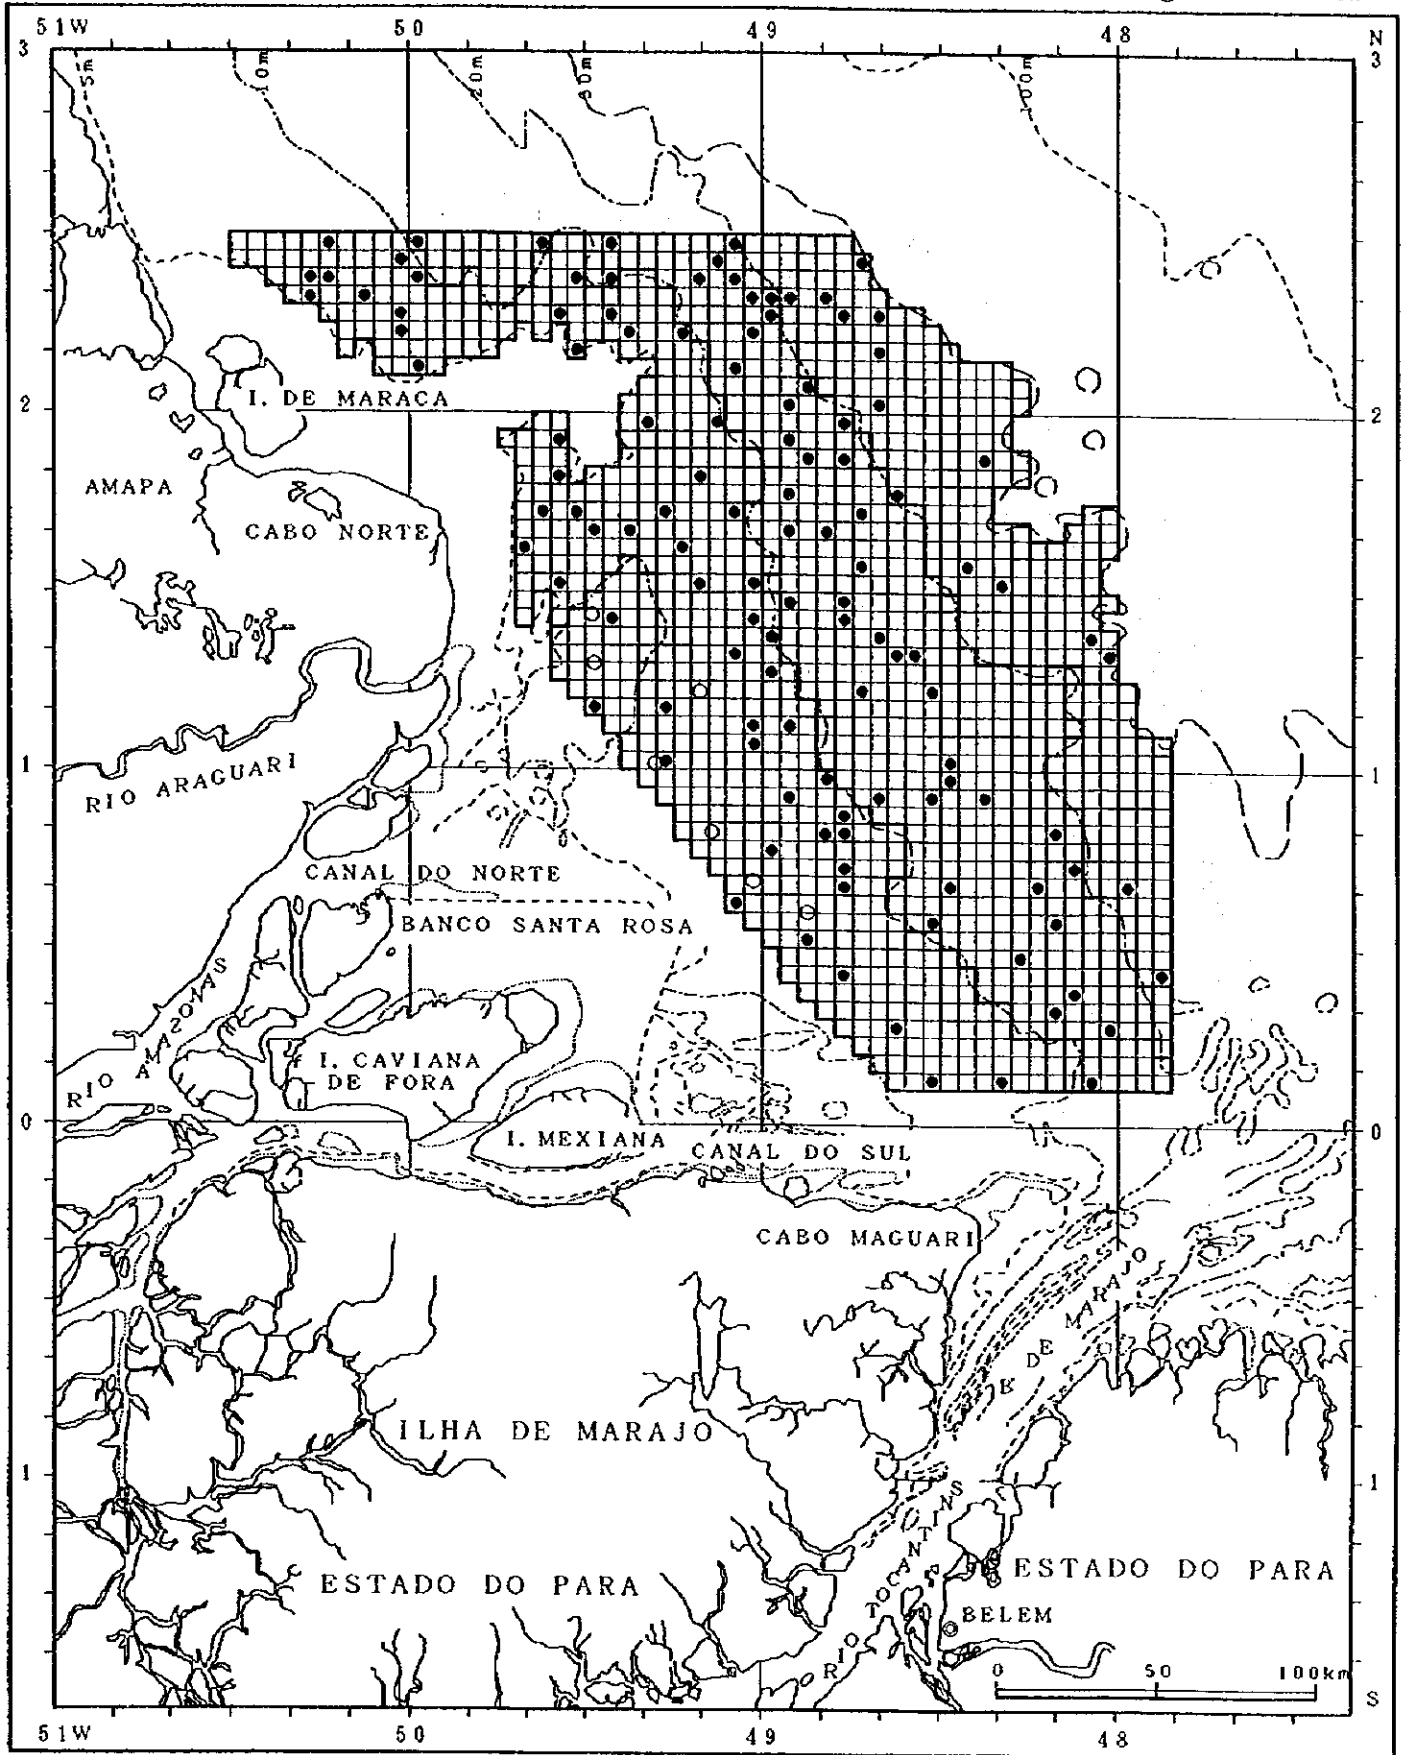 51W 50 49 48 N
3 3
5m 10m 20m 50m 100m
I. DE MARACA
2 2
AMAPA
CABO NORTE
1 1
RIO ARAGUARI
CANAL DO NORTE
BANCO SANTA ROSA
RIO AMAZONAS
I. CAVIANA
DE FORA
0 0
I. MEXIANA CANAL DO SUL
CABO MAGUARI
B. DE MARAJO
ILHA DE MARAJO
1 1
RIO TOCANTINS
ESTADO DO PARA ESTADO DO PARA
BELEM
0 50 100km
S
51W 50 49 48